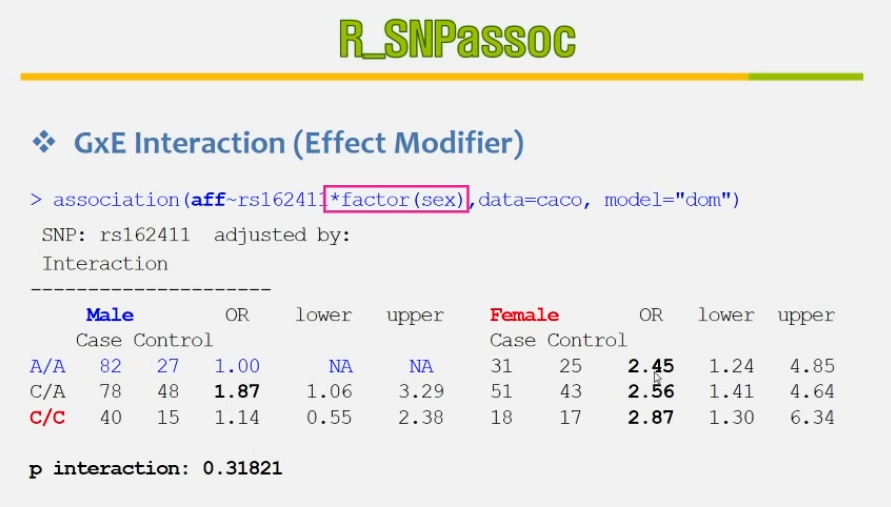 R_SNPassoc
❖ GxE Interaction (Effect Modifier)
> association(aff~rs162411*factor(sex),data=caco, model="dom")
SNP: rs162411 adjusted by:
Interaction
---------------------
Male OR lower upper Female OR lower upper
Case Control Case Control
A/A 82 27 1.00 NA NA 31 25 2.45 1.24 4.85
C/A 78 48 1.87 1.06 3.29 51 43 2.56 1.41 4.64
C/C 40 15 1.14 0.55 2.38 18 17 2.87 1.30 6.34
p interaction: 0.31821